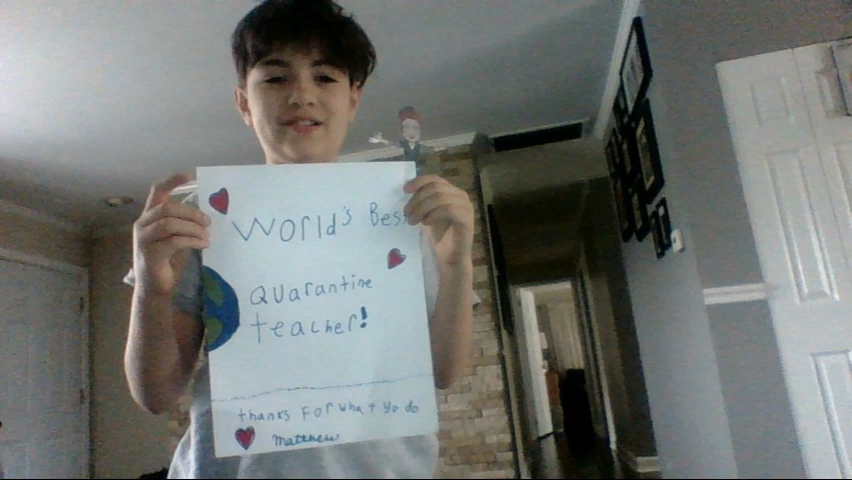 World's Best
Quarantine
teacher!
thanks For what yo do
Matthew